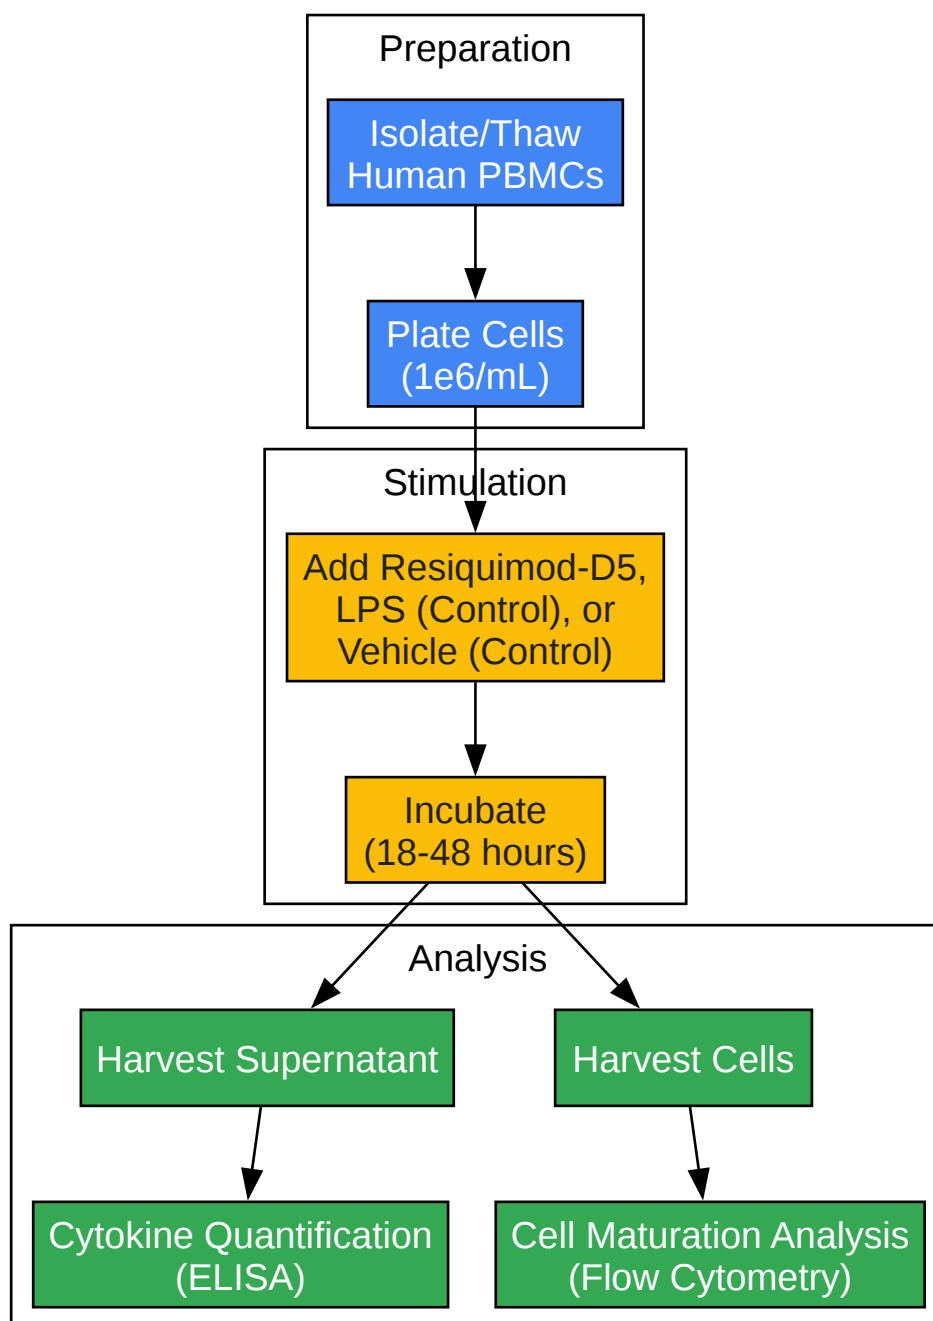 Preparation
Isolate/Thaw
Human PBMCs
Plate Cells
(1e6/mL)
Stimulation
Add Resiquimod-D5,
LPS (Control), or
Vehicle (Control)
Incubate
(18-48 hours)
Analysis
Harvest Supernatant
Harvest Cells
Cytokine Quantification
(ELISA)
Cell Maturation Analysis
(Flow Cytometry)